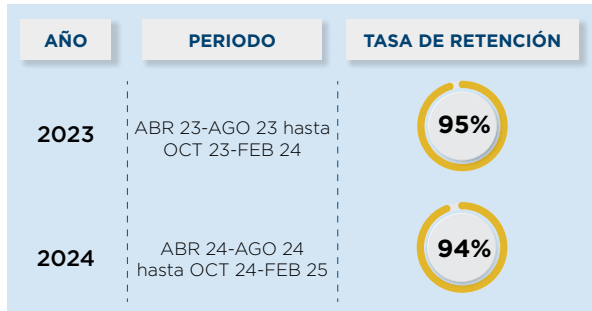 AÑO PERIODO TASA DE RETENCIÓN
2023
ABR 23-AGO 23 hasta
OCT 23-FEB 24
95%
2024
ABR 24-AGO 24
hasta OCT 24-FEB 25
94%